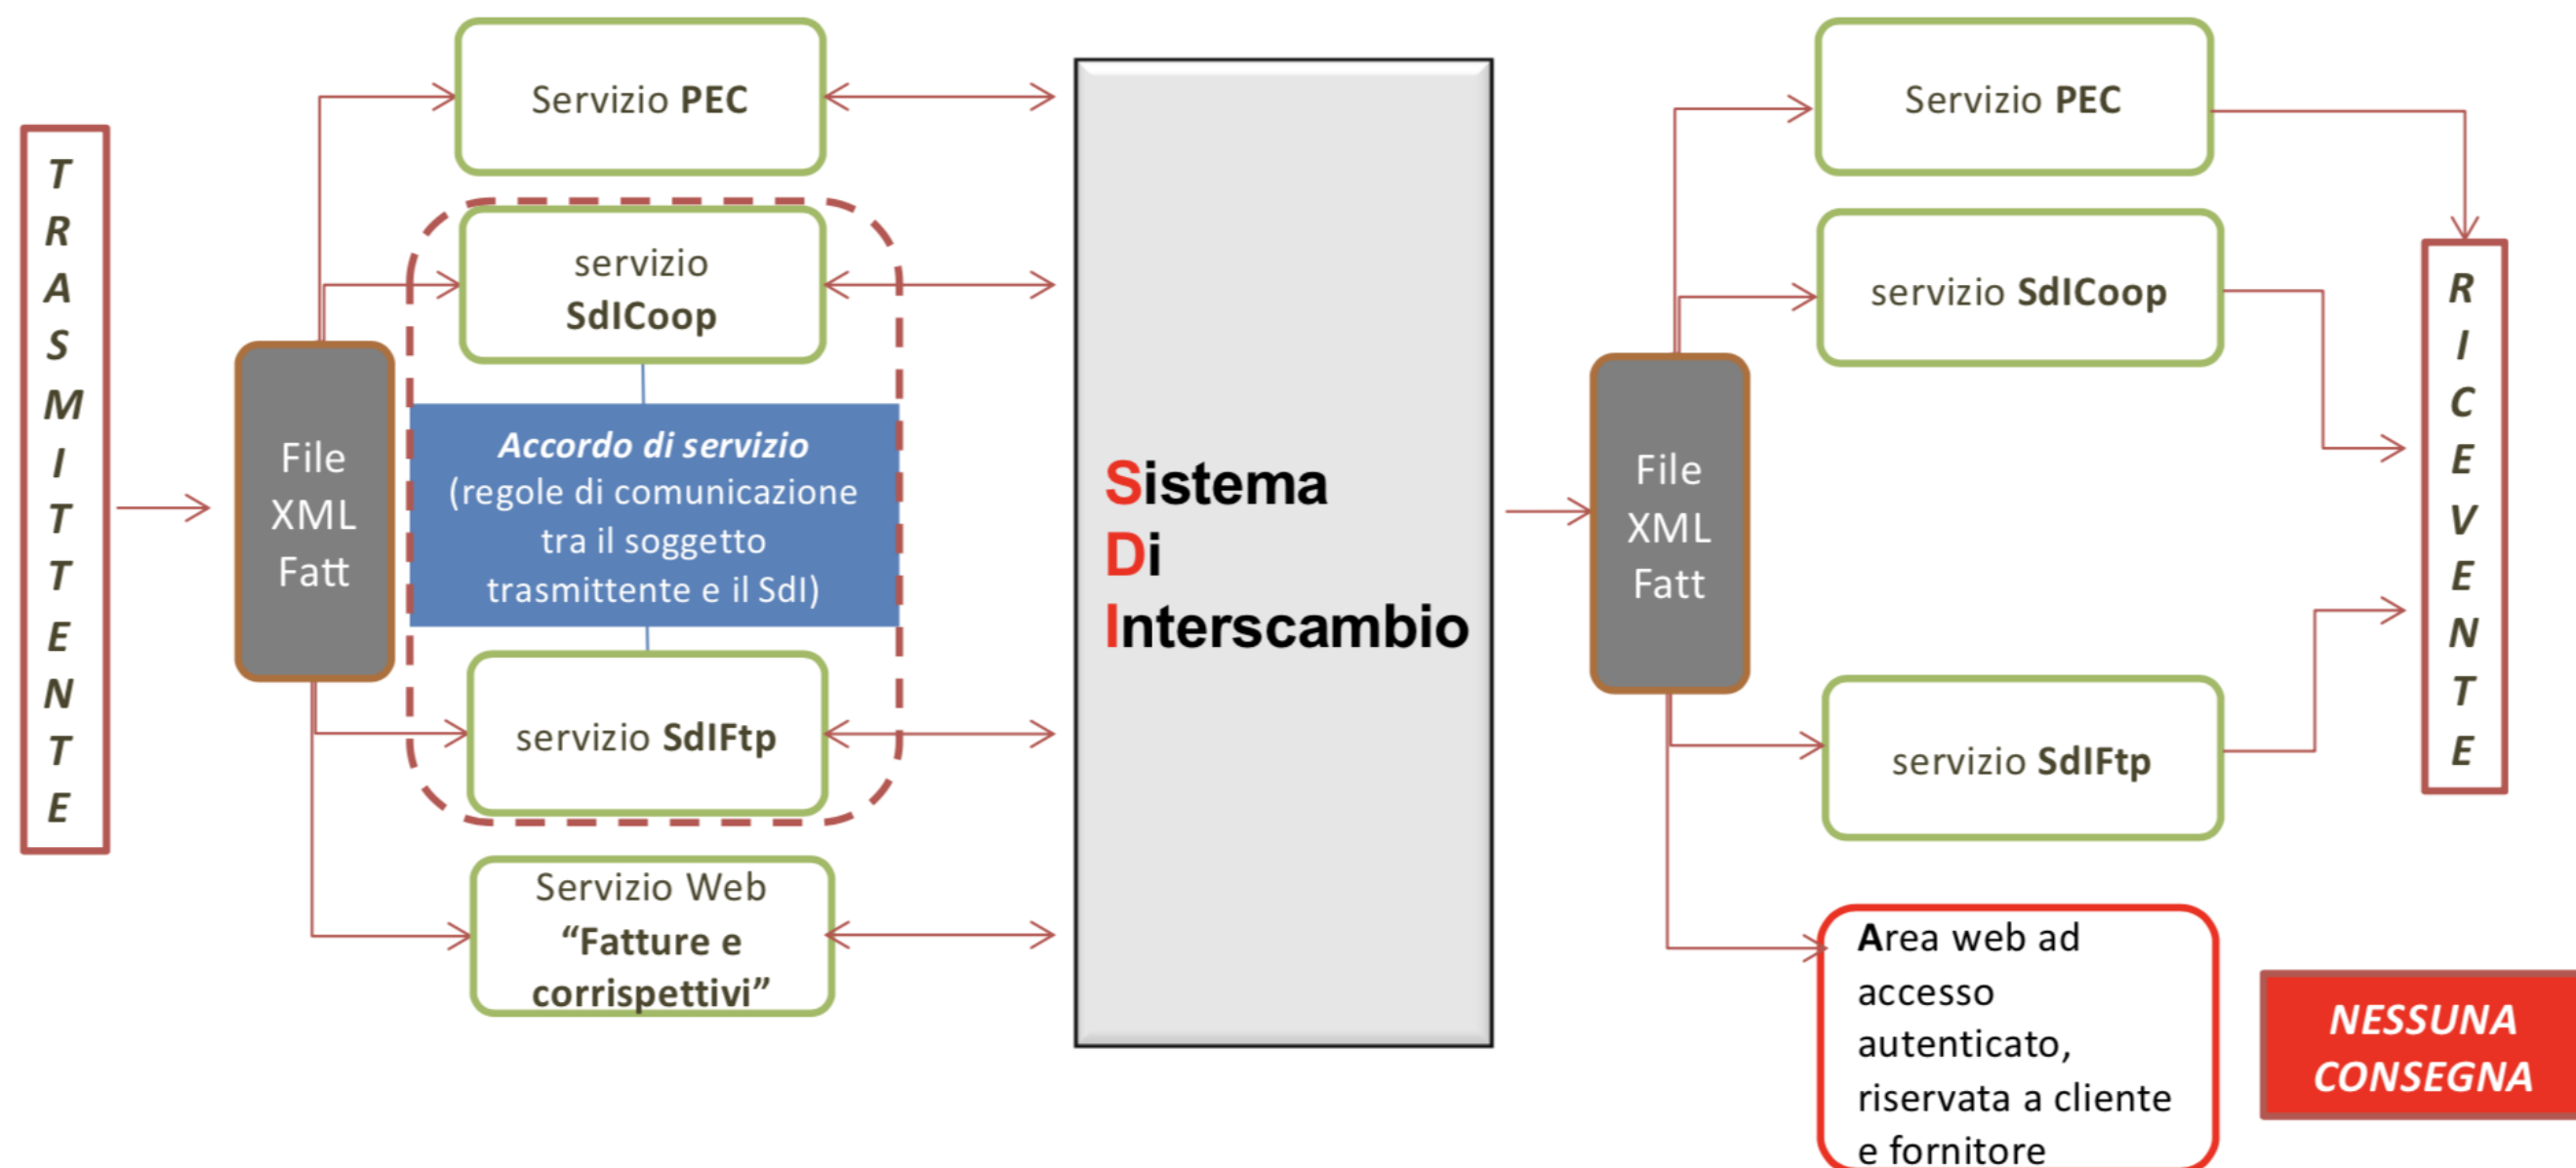 TRASMITTENTE
File
XML
Fatt
Servizio PEC
servizio
SdICoop
Accordo di servizio
(regole di comunicazione
tra il soggetto
trasmittente e il SdI)
servizio SdIFtp
Servizio Web
“Fatture e
corrispettivi”
Sistema
Di
Interscambio
File
XML
Fatt
Servizio PEC
servizio SdICoop
servizio SdIFtp
Area web ad
accesso
autenticato,
riservata a cliente
e fornitore
RICEVENTE
NESSUNA
CONSEGNA